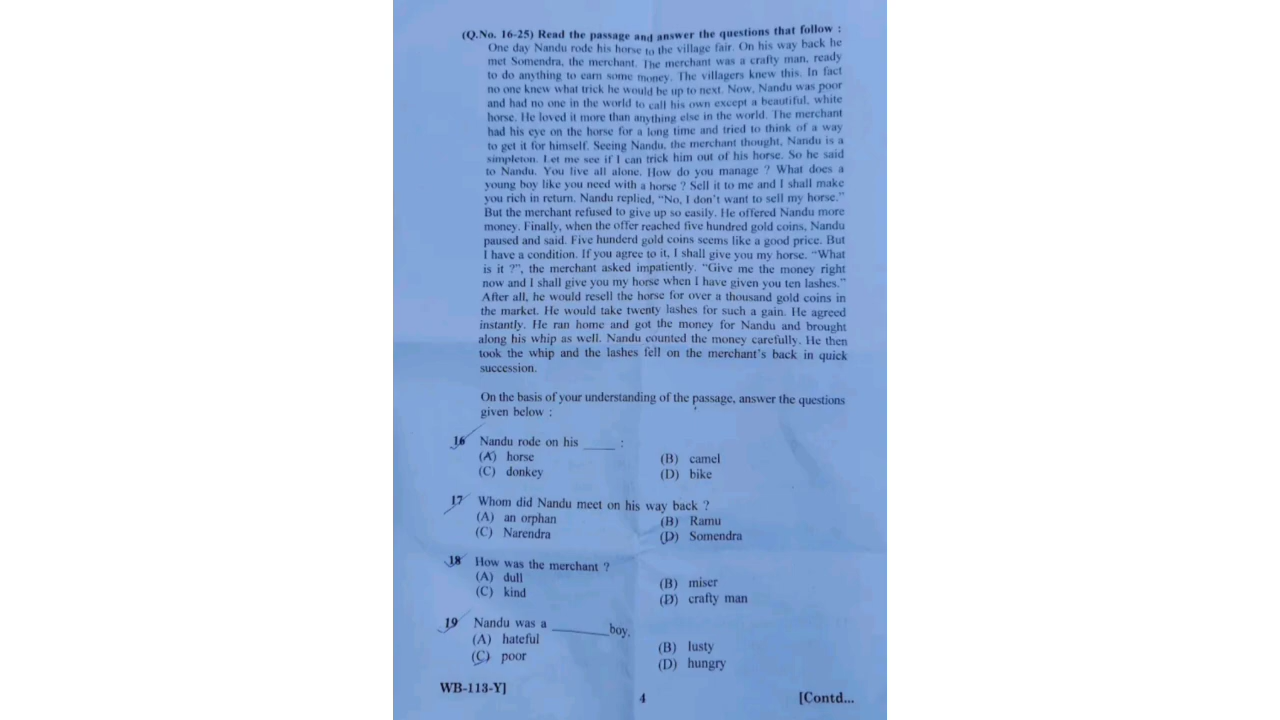 (Q.No. 16-25) Read the passage and answer the questions that follow :
One day Nandu rode his horse to the village fair. On his way back he
met Somendra, the merchant. The merchant was a crafty man, ready
to do anything to earn some money. The villagers knew this. In fact
no one knew what trick he would be up to next. Now, Nandu was poor
and had no one in the world to call his own except a beautiful, white
horse. He loved it more than anything else in the world. The merchant
had his eye on the horse for a long time and tried to think of a way
to get it for himself. Seeing Nandu, the merchant thought, Nandu is a
simpleton. Let me see if I can trick him out of his horse. So he said
to Nandu. You live all alone. How do you manage ? What does a
young boy like you need with a horse ? Sell it to me and I shall make
you rich in return. Nandu replied, "No, I don't want to sell my horse."
But the merchant refused to give up so easily. He offered Nandu more
money. Finally, when the offer reached five hundred gold coins, Nandu
paused and said. Five hunderd gold coins seems like a good price. But
I have a condition. If you agree to it, I shall give you my horse. "What
is it ?", the merchant asked impatiently. "Give me the money right
now and I shall give you my horse when I have given you ten lashes."
After all, he would resell the horse for over a thousand gold coins in
the market. He would take twenty lashes for such a gain. He agreed
instantly. He ran home and got the money for Nandu and brought
along his whip as well. Nandu counted the money carefully. He then
took the whip and the lashes fell on the merchant's back in quick
succession.
On the basis of your understanding of the passage, answer the questions
given below :
16 Nandu rode on his _____ :
(A) horse (B) camel
(C) donkey (D) bike
17 Whom did Nandu meet on his way back ?
(A) an orphan (B) Ramu
(C) Narendra (D) Somendra
18 How was the merchant ?
(A) dull (B) miser
(C) kind (D) crafty man
19 Nandu was a _________ boy.
(A) hateful (B) lusty
(C) poor (D) hungry
WB-113-Y] 4 [Contd...